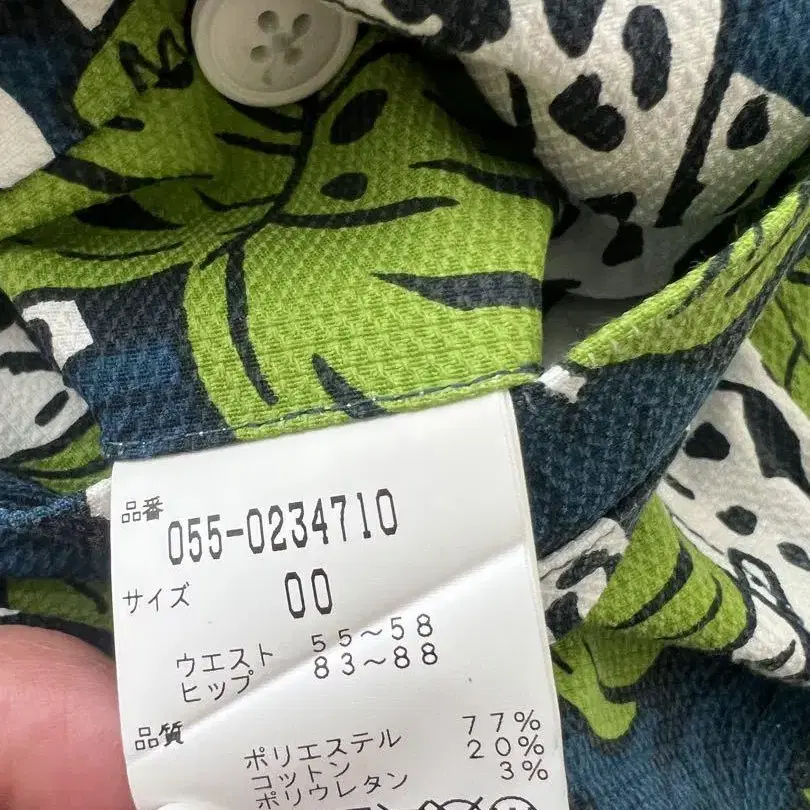 品番
055-0234710
サイズ 00
ウエスト 55～58
ヒップ 83～88
品質
ポリエステル 77%
コットン 20%
ポリウレタン 3%